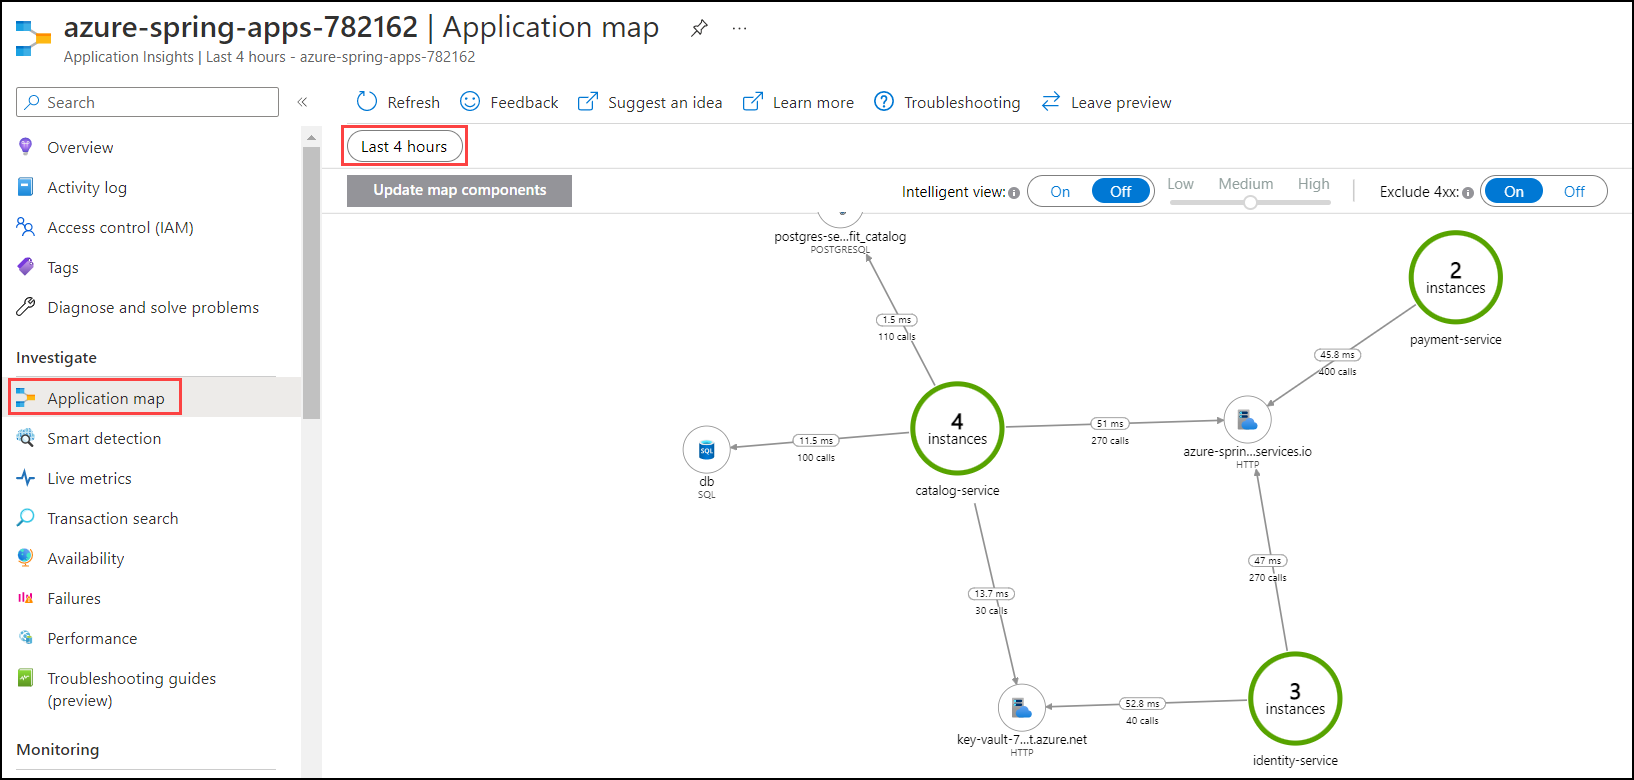 azure-spring-apps-782162 | Application map
Application Insights | Last 4 hours - azure-spring-apps-782162
Search
Overview
Activity log
Access control (IAM)
Tags
Diagnose and solve problems
Investigate
Application map
Smart detection
Live metrics
Transaction search
Availability
Failures
Performance
Troubleshooting guides
(preview)
Monitoring
Refresh
Feedback
Suggest an idea
Learn more
Troubleshooting
Leave preview
Last 4 hours
Update map components
Intelligent view:
On
Off
Low
Medium
High
Exclude 4xx:
On
Off
postgres-se...fit_catalog
POSTGRESQL
1.5 ms
110 calls
2
instances
payment-service
45.8 ms
400 calls
4
instances
catalog-service
51 ms
270 calls
azure-sprin...services.io
HTTP
11.5 ms
100 calls
SQL
db
SQL
47 ms
270 calls
13.7 ms
30 calls
3
instances
identity-service
52.8 ms
40 calls
key-vault-7...t.azure.net
HTTP